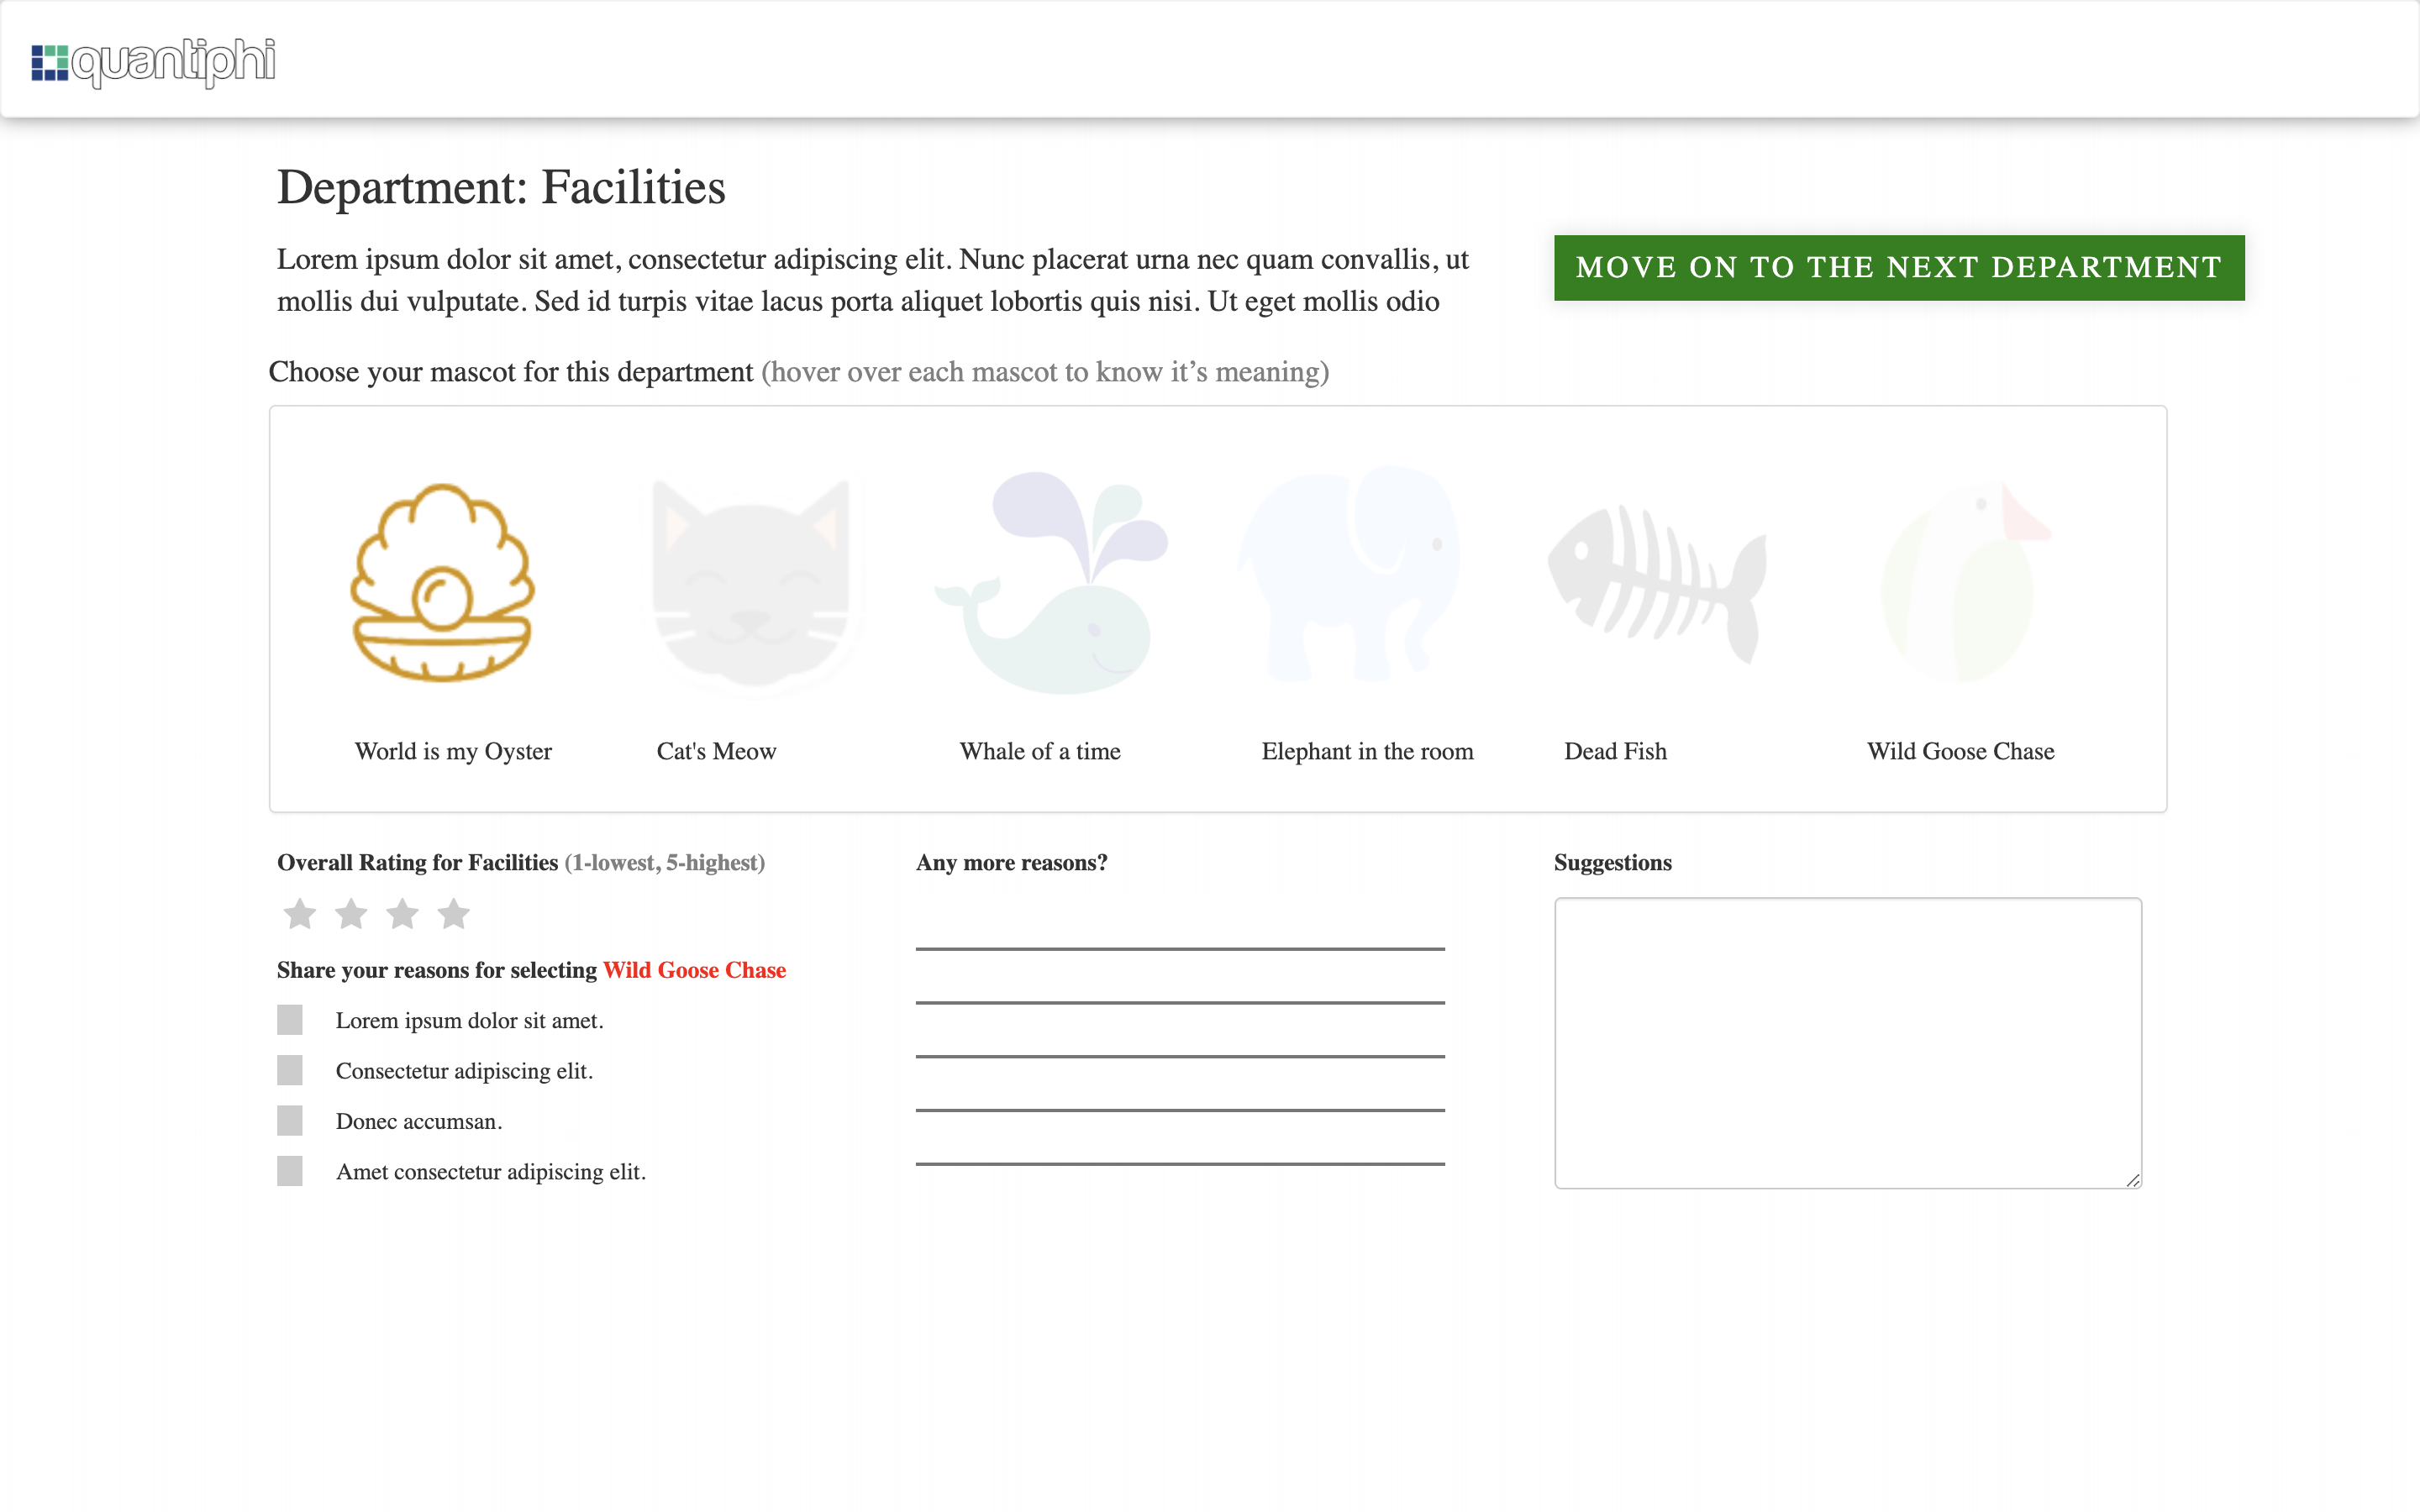 quantiphi
Department: Facilities
Lorem ipsum dolor sit amet, consectetur adipiscing elit. Nunc placerat urna nec quam convallis, ut
mollis dui vulputate. Sed id turpis vitae lacus porta aliquet lobortis quis nisi. Ut eget mollis odio
MOVE ON TO THE NEXT DEPARTMENT
Choose your mascot for this department (hover over each mascot to know it’s meaning)
World is my Oyster
Cat's Meow
Whale of a time
Elephant in the room
Dead Fish
Wild Goose Chase
Overall Rating for Facilities (1-lowest, 5-highest)
Share your reasons for selecting Wild Goose Chase
Lorem ipsum dolor sit amet.
Consectetur adipiscing elit.
Donec accumsan.
Amet consectetur adipiscing elit.
Any more reasons?
Suggestions